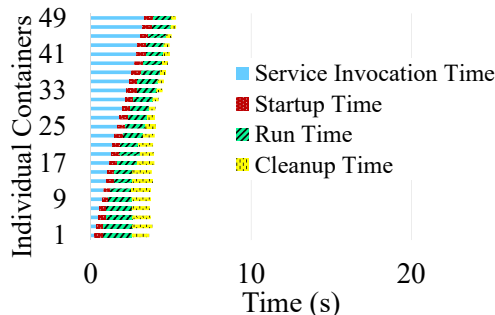 Individual Containers
49
41
33
25
17
9
1
Service Invocation Time
Startup Time
Run Time
Cleanup Time
0 10 20
Time (s)